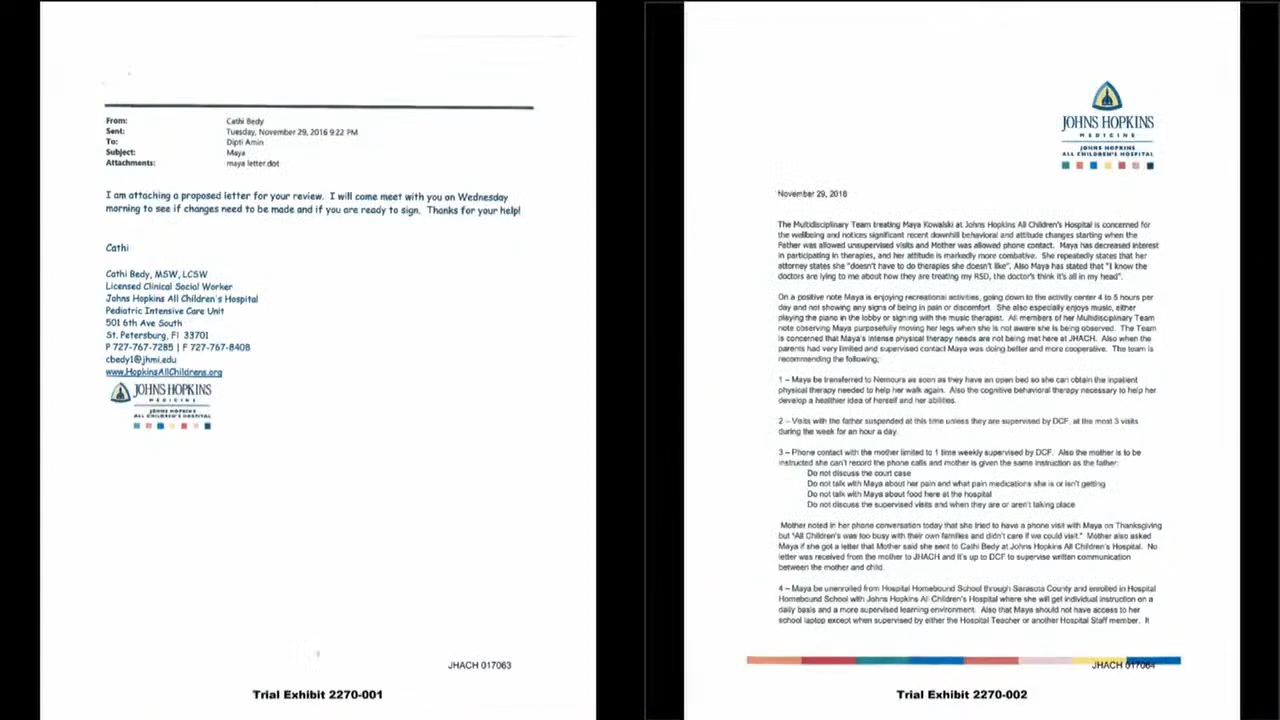 From: Cathi Bedy
Sent: Tuesday, November 29, 2016 9:22 PM
To: Dipti Amin
Subject: Maya
Attachments: maya letter.dot
I am attaching a proposed letter for your review. I will come meet with you on Wednesday
morning to see if changes need to be made and if you are ready to sign. Thanks for your help!
Cathi
Cathi Bedy, MSW, LCSW
Licensed Clinical Social Worker
Johns Hopkins All Children's Hospital
Pediatric Intensive Care Unit
501 6th Ave South
St. Petersburg, Fl 33701
P 727-767-7285 | F 727-767-8408
cbedy1@jhmi.edu
www.HopkinsAllChildrens.org
JOHNS HOPKINS
MEDICINE
JOHNS HOPKINS
ALL CHILDREN'S HOSPITAL
JHACH 017063
Trial Exhibit 2270-001
JOHNS HOPKINS
MEDICINE
JOHNS HOPKINS
ALL CHILDREN'S HOSPITAL
November 29, 2016
The Multidisciplinary Team treating Maya Kowalski at Johns Hopkins All Children's Hospital is concerned for
the wellbeing and notices significant recent downhill behavioral and attitude changes starting when the
Father was allowed unsupervised visits and Mother was allowed phone contact. Maya has decreased interest
in participating in therapies, and her attitude is markedly more combative. She repeatedly states that her
attorney states she "doesn't have to do therapies she doesn't like". Also Maya has stated that "I know the
doctors are lying to me about how they are treating my RSD, the doctor's think it's all in my head".
On a positive note Maya is enjoying recreational activities, going down to the activity center 4 to 5 hours per
day and not showing any signs of being in pain or discomfort. She also especially enjoys music, either
playing the piano in the lobby or signing with the music therapist. All members of her Multidisciplinary Team
note observing Maya purposefully moving her legs when she is not aware she is being observed. The Team
is concerned that Maya's intense physical therapy needs are not being met here at JHACH. Also when the
parents had very limited and supervised contact Maya was doing better and more cooperative. The team is
recommending the following;
1 – Maya be transferred to Nemours as soon as they have an open bed so she can obtain the inpatient
physical therapy needed to help her walk again. Also the cognitive behavioral therapy necessary to help her
develop a healthier idea of herself and her abilities.
2 – Visits with the father suspended at this time unless they are supervised by DCF, at the most 3 visits
during the week for an hour a day.
3 – Phone contact with the mother limited to 1 time weekly supervised by DCF. Also the mother is to be
instructed she can't record the phone calls and mother is given the same instruction as the father:
Do not discuss the court case
Do not talk with Maya about her pain and what pain medications she is or isn't getting
Do not talk with Maya about food here at the hospital
Do not discuss the supervised visits and when they are or aren't taking place
Mother noted in her phone conversation today that she tried to have a phone visit with Maya on Thanksgiving
but "All Children's was too busy with their own families and didn't care if we could visit." Mother also asked
Maya if she got a letter that Mother said she sent to Cathi Bedy at Johns Hopkins All Children's Hospital. No
letter was received from the mother to JHACH and it's up to DCF to supervise written communication
between the mother and child.
4 – Maya be unenrolled from Hospital Homebound School through Sarasota County and enrolled in Hospital
Homebound School with Johns Hopkins All Children's Hospital where she will get individual instruction on a
daily basis and a more supervised learning environment. Also that Maya should not have access to her
school laptop except when supervised by either the Hospital Teacher or another Hospital Staff member. It
JHACH 017064
Trial Exhibit 2270-002